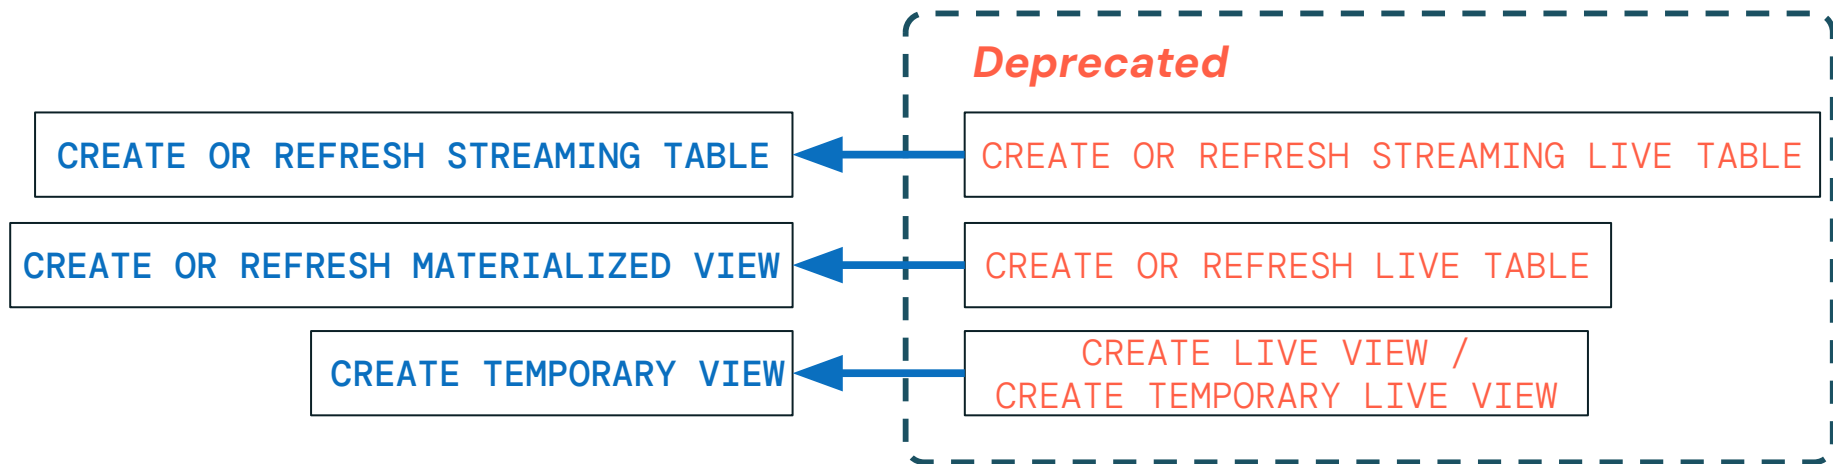 Deprecated
CREATE OR REFRESH STREAMING TABLE
CREATE OR REFRESH STREAMING LIVE TABLE
CREATE OR REFRESH MATERIALIZED VIEW
CREATE OR REFRESH LIVE TABLE
CREATE TEMPORARY VIEW
CREATE LIVE VIEW /
CREATE TEMPORARY LIVE VIEW